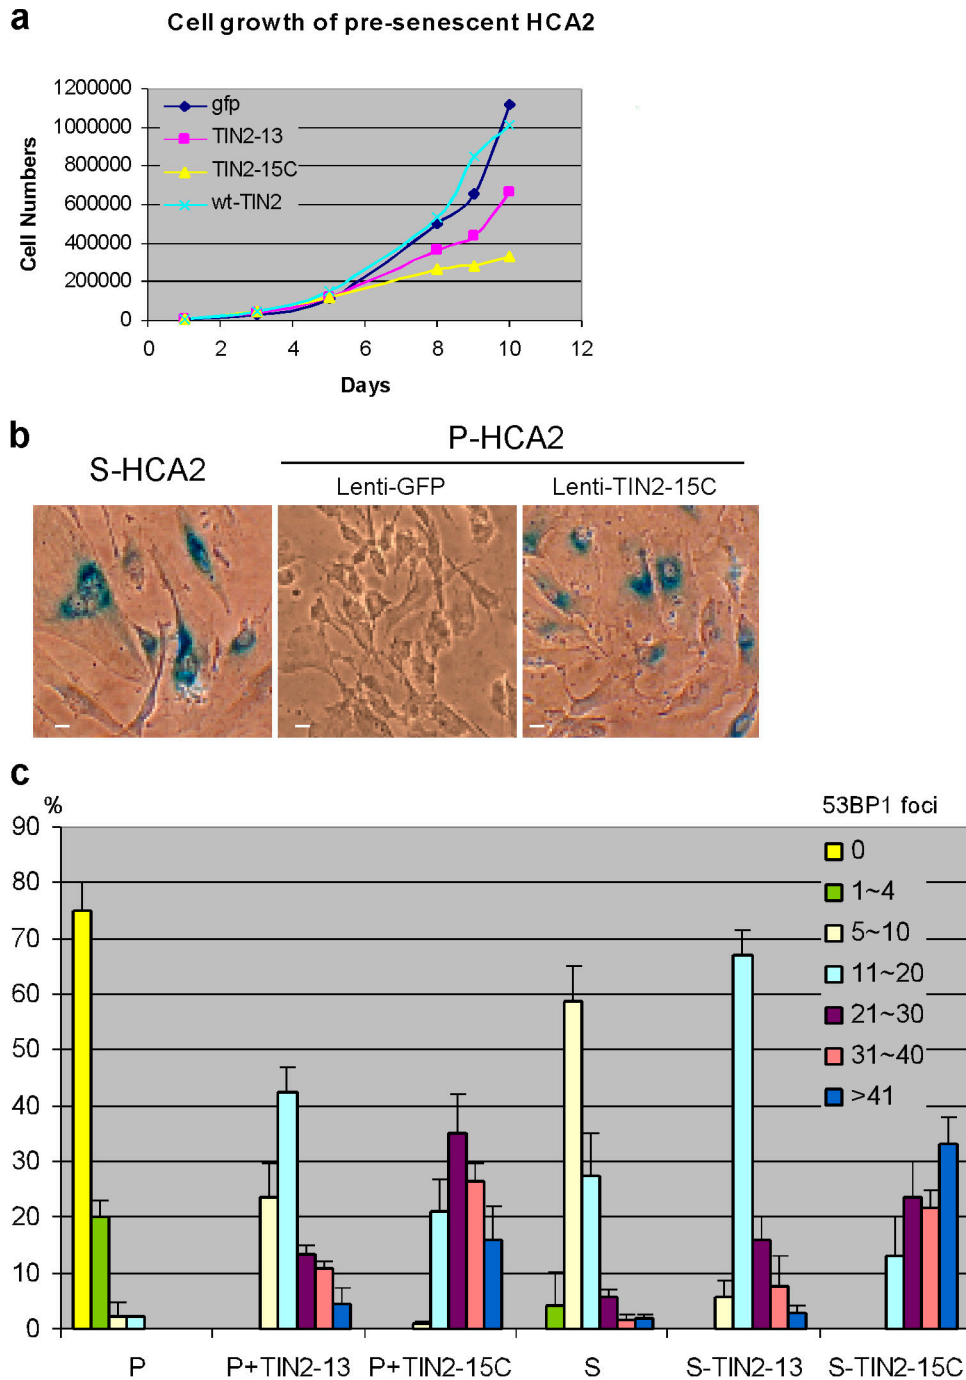 a
Cell growth of pre-senescent HCA2
1200000
1000000
800000
600000
400000
200000
0
gfp
TIN2-13
TIN2-15C
wt-TIN2
Cell Numbers
0 2 4 6 8 10 12
Days
b
P-HCA2
S-HCA2
Lenti-GFP Lenti-TIN2-15C
c
%
53BP1 foci
90
80
70
60
50
40
30
20
10
0
0
1~4
5~10
11~20
21~30
31~40
>41
P P+TIN2-13 P+TIN2-15C S S-TIN2-13 S-TIN2-15C